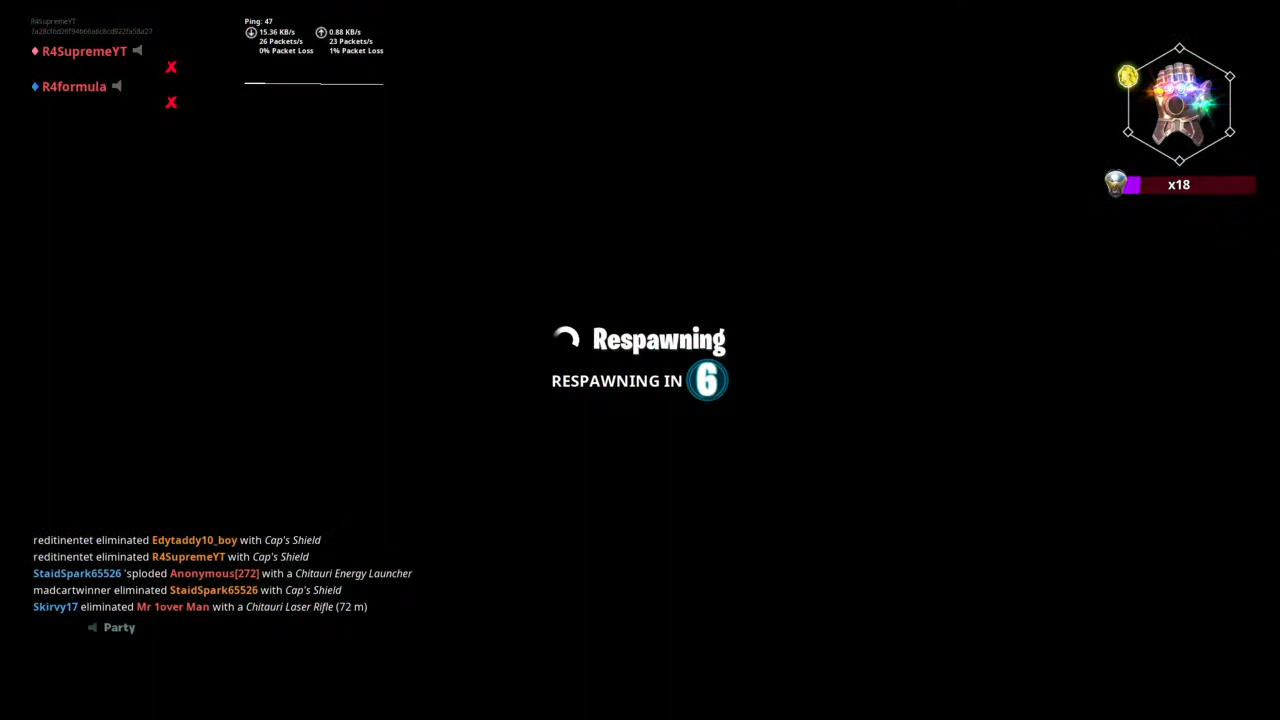 R4SupremeYT
R4SupremeYT
R4formula
Ping: 47
15.36 KB/s 0.88 KB/s
26 Packets/s 23 Packets/s
0% Packet Loss 1% Packet Loss
x18
Respawning
RESPAWNING IN 6
reditinentet eliminated Edytaddy10_boy with Cap's Shield
reditinentet eliminated R4SupremeYT with Cap's Shield
StaidSpark65526 'sploded Anonymous[272] with a Chitauri Energy Launcher
madcartwinner eliminated StaidSpark65526 with Cap's Shield
Skirvy17 eliminated Mr 1over Man with a Chitauri Laser Rifle (72 m)
Party